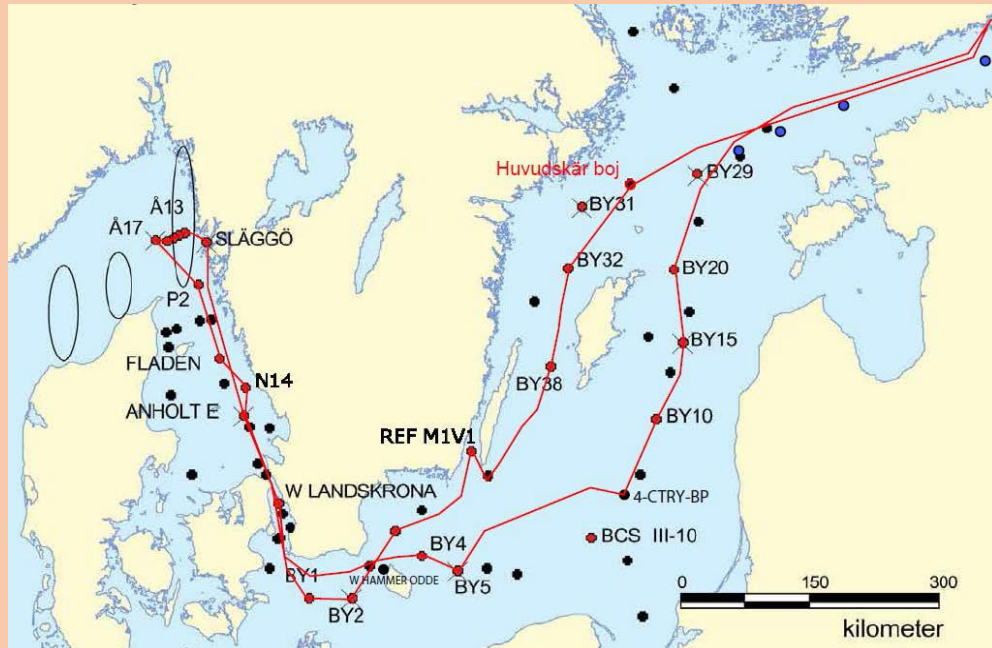 Huvudskär boj
BY29
BY31
Å13
Å17
SLÄGGÖ
BY32
BY20
P2
BY15
FLADEN
BY38
N14
ANHOLT E
BY10
REF M1V1
W LANDSKRONA
4-CTRY-BP
BCS III-10
BY4
BY1
W HAMMER ODDE
BY5
BY2
0 150 300
kilometer